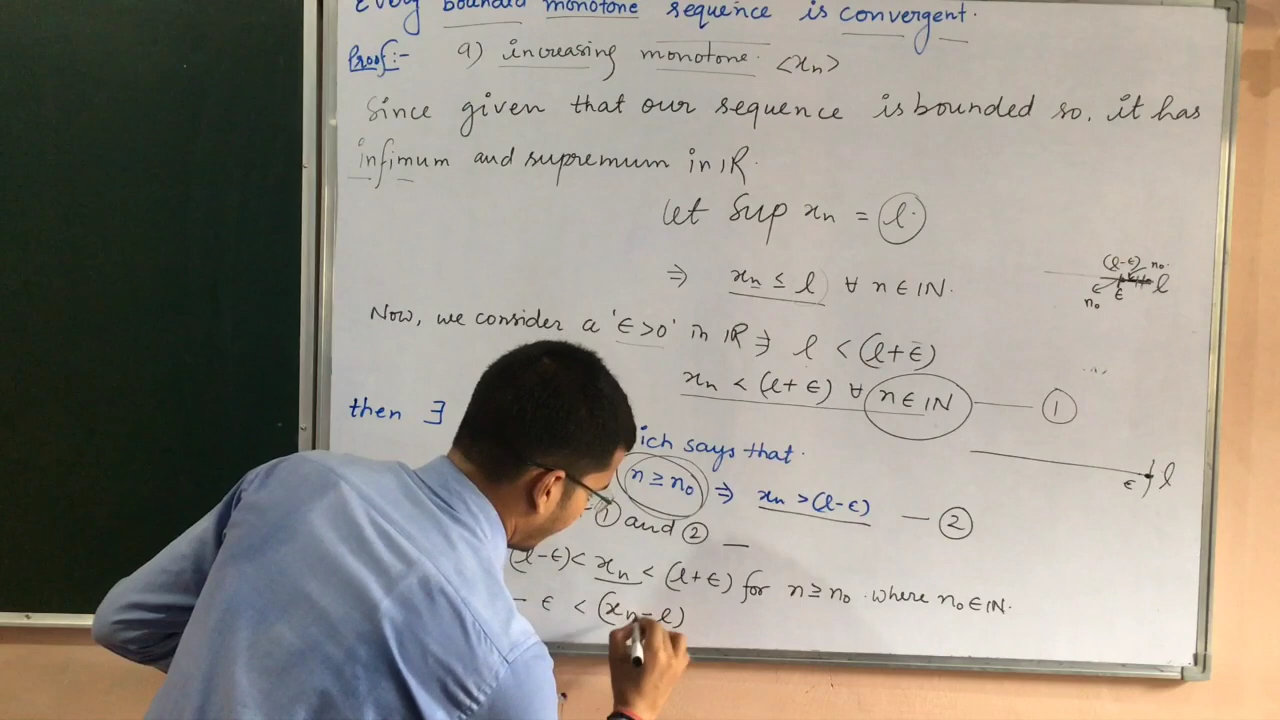 Every bounded monotone sequence is convergent.
Proof:- a) increasing monotone. <xn>
Since given that our sequence is bounded so, it has
infimum and supremum in IR.
let Sup xn = l.
⇒ xn ≤ l ∀ n ∈ IN.
(l-ϵ) n₀.
l
n₀ ϵ
Now, we consider a 'ϵ>0' in IR ∋ l < (l+ϵ)
xn < (l+ϵ) ∀ n ∈ IN — ①
then ∃
ich says that.
ϵ l
n ≥ n₀ ⇒ xn > (l-ϵ) — ②
① and ② —
(l-ϵ) < xn < (l+ϵ) for n ≥ n₀. where n₀ ∈ IN.
- ϵ < (xn-l)